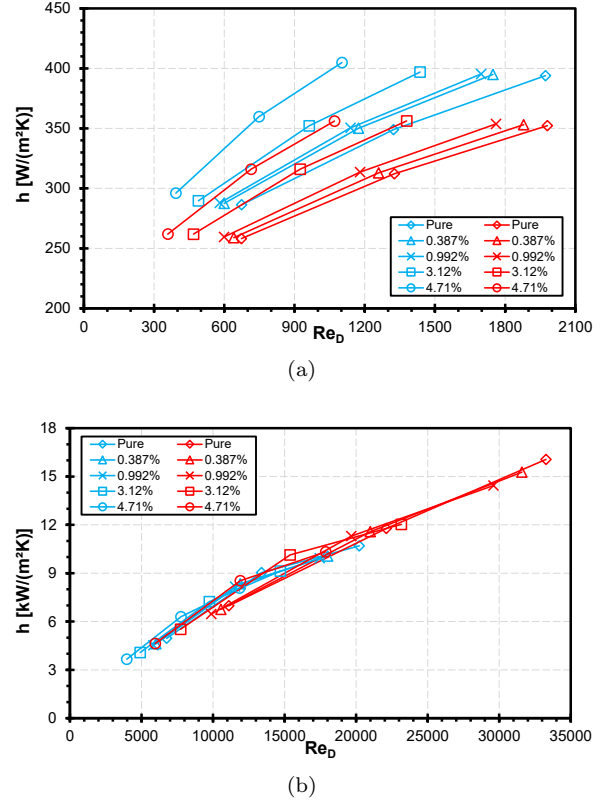 450
400
350
300
250
200
h [W/(m²K)]
0 300 600 900 1200 1500 1800 2100
Re_D
Pure Pure
0.387% 0.387%
0.992% 0.992%
3.12% 3.12%
4.71% 4.71%
(a)
18
15
12
9
6
3
0
h [kW/(m²K)]
Pure Pure
0.387% 0.387%
0.992% 0.992%
3.12% 3.12%
4.71% 4.71%
0 5000 10000 15000 20000 25000 30000 35000
Re_D
(b)